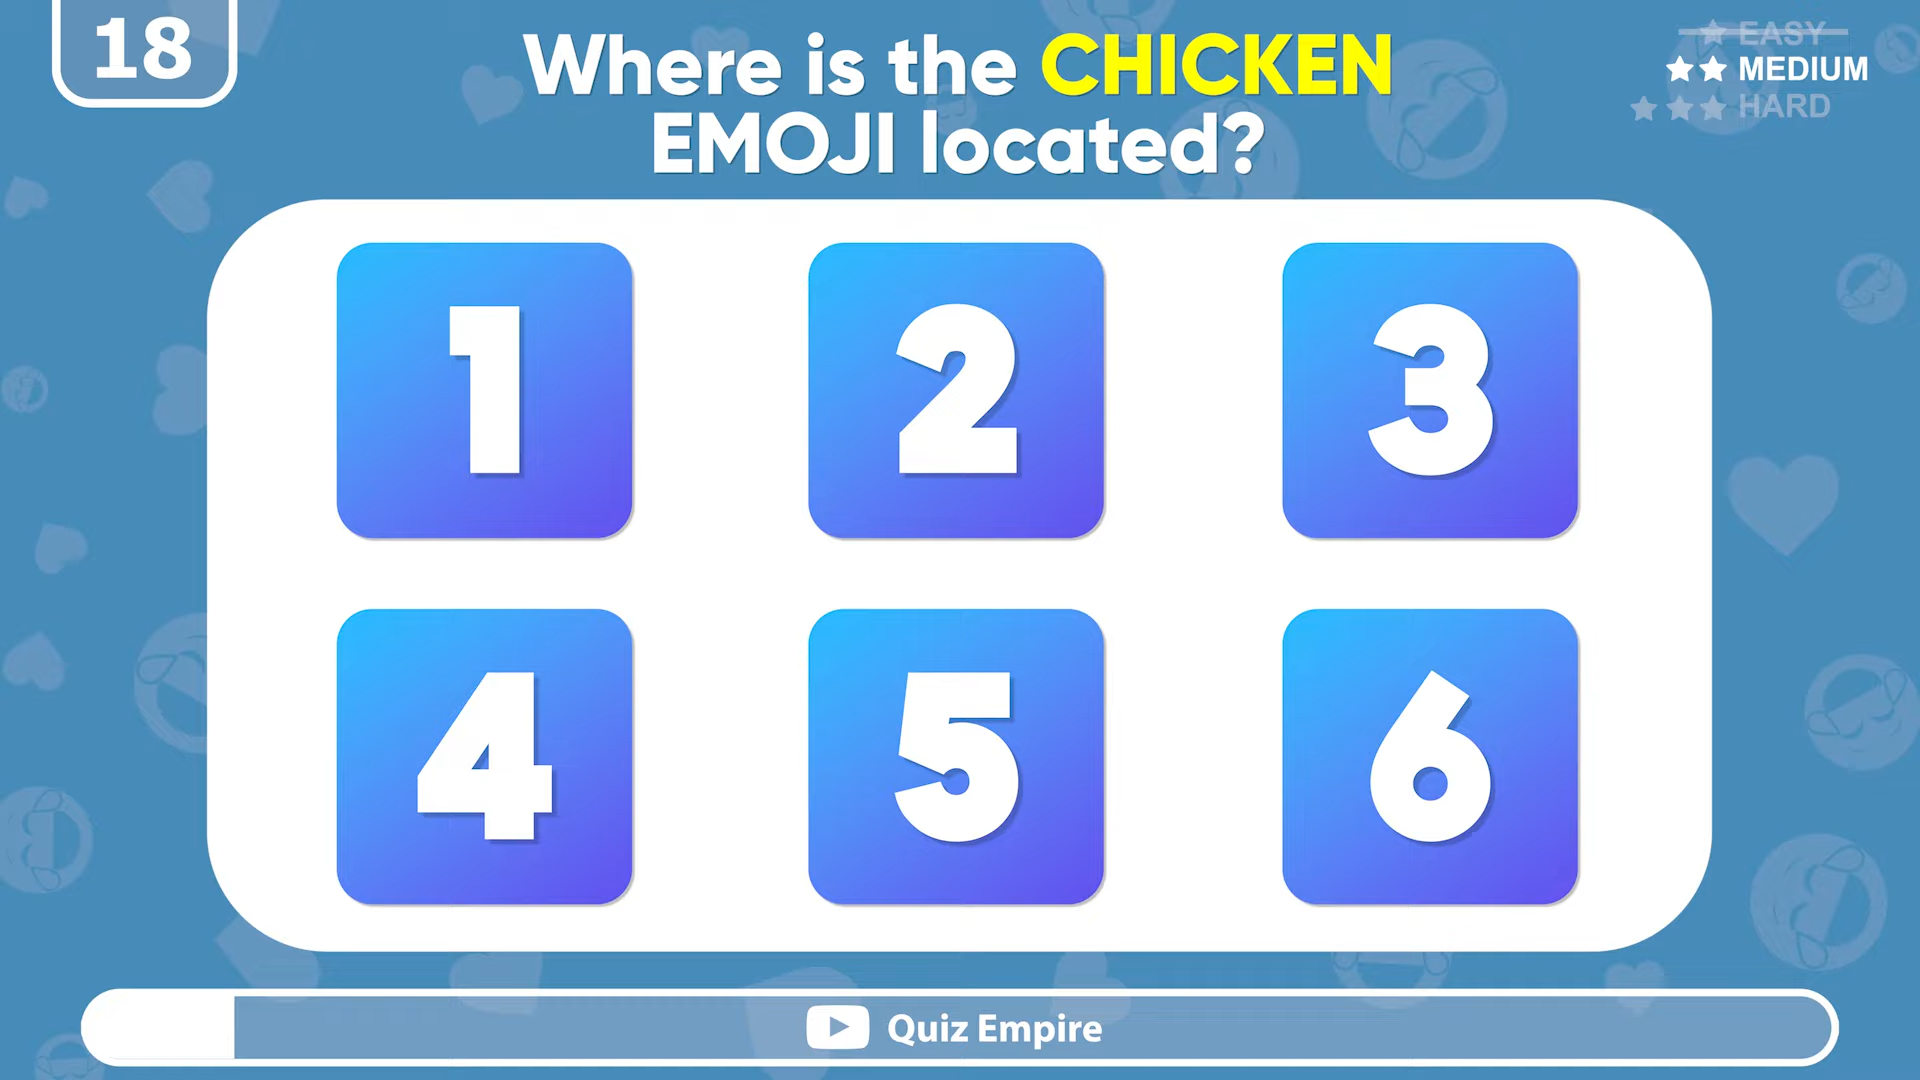 18
Where is the CHICKEN
EMOJI located?
EASY
MEDIUM
HARD
1
2
3
4
5
6
Quiz Empire